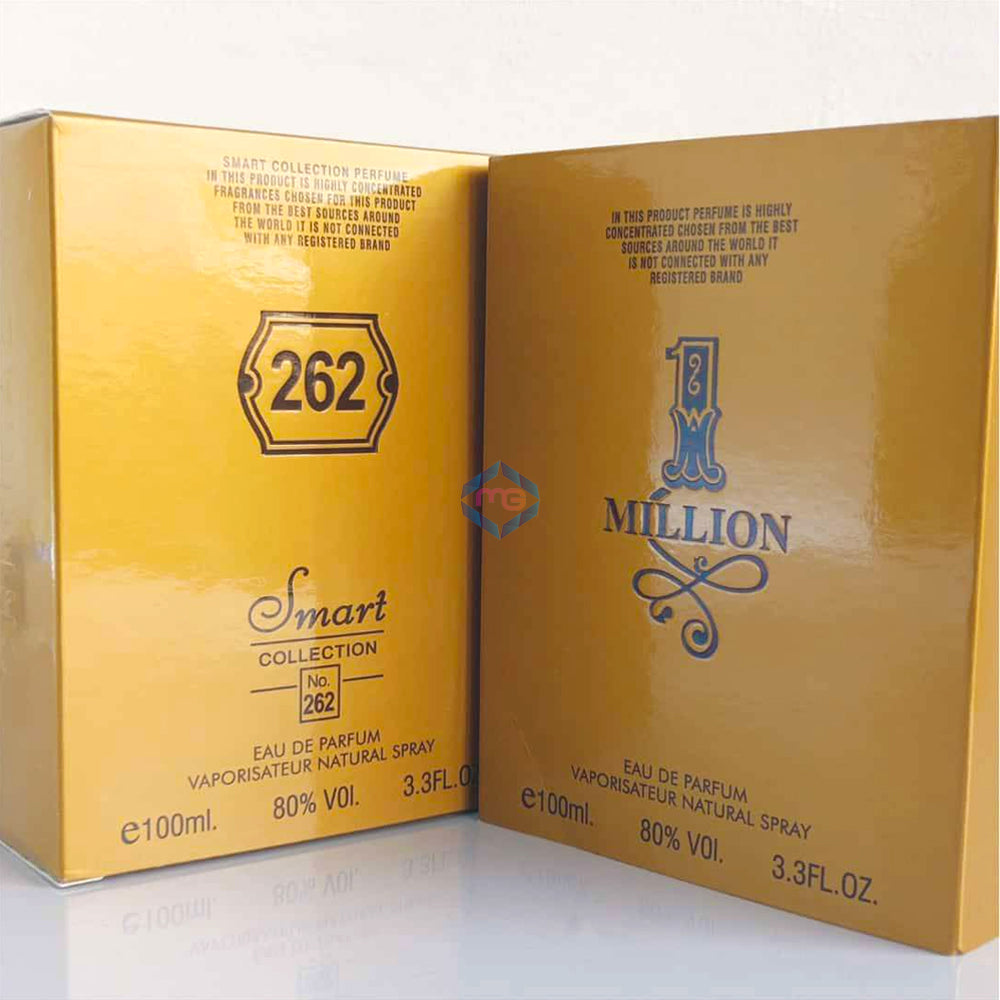 SMART COLLECTION PERFUME.
IN THIS PRODUCT IS HIGHLY CONCENTRATED
FRAGRANCES CHOSEN FOR THIS PRODUCT
FROM THE BEST SOURCES AROUND
THE WORLD IT IS NOT CONNECTED
WITH ANY REGISTERED BRAND
262
Smart
COLLECTION
No.
262
EAU DE PARFUM
VAPORISATEUR NATURAL SPRAY
e100ml. 80% VOl. 3.3FL.OZ
IN THIS PRODUCT PERFUME IS HIGHLY
CONCENTRATED CHOSEN FROM THE BEST
SOURCES AROUND THE WORLD IT
IS NOT CONNECTED WITH ANY
REGISTERED BRAND
1
MILLION
EAU DE PARFUM
VAPORISATEUR NATURAL SPRAY
e100ml. 80% VOl. 3.3FL.OZ.
MG